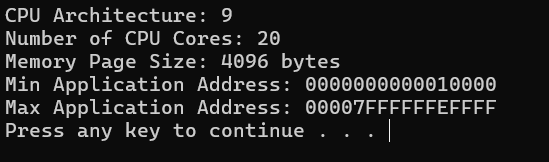 CPU Architecture: 9
Number of CPU Cores: 20
Memory Page Size: 4096 bytes
Min Application Address: 0000000000010000
Max Application Address: 00007FFFFFFEFFFF
Press any key to continue . . .